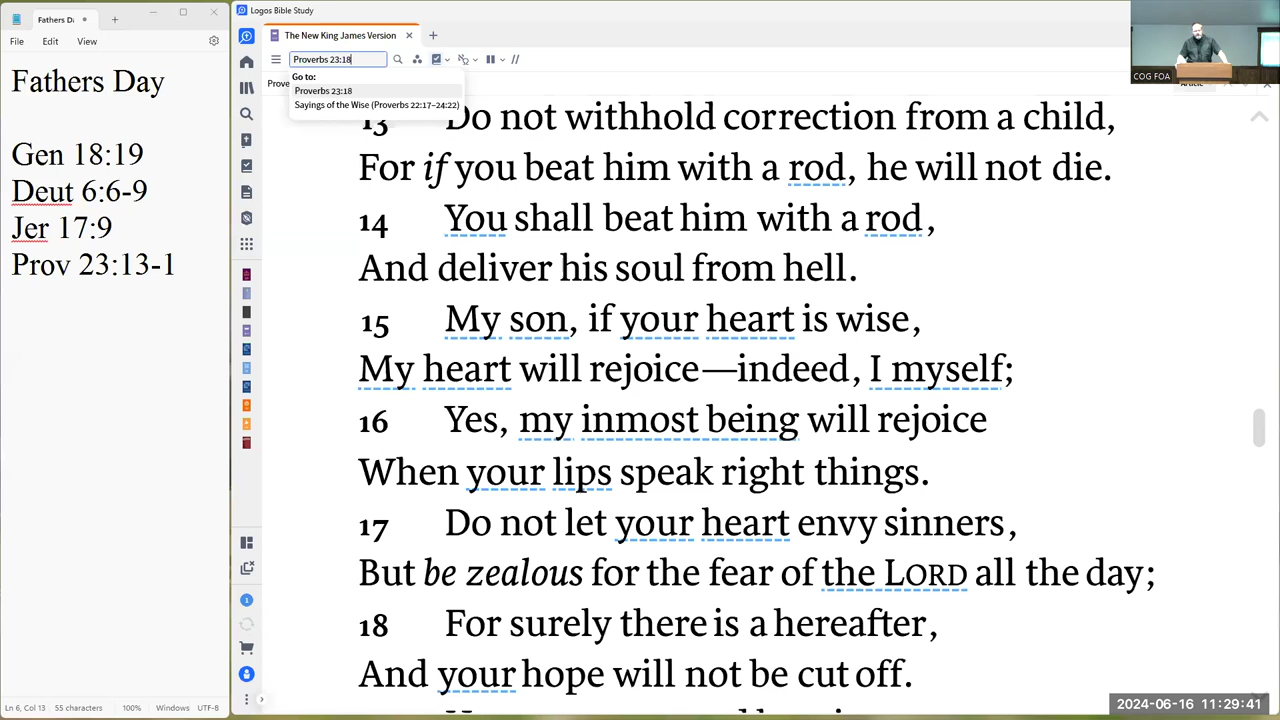 Fathers Da
File Edit View
Fathers Day
Gen 18:19
Deut 6:6-9
Jer 17:9
Prov 23:13-1
Ln 6, Col 13 55 characters 100% Windows UTF-8
Logos Bible Study
The New King James Version
Proverbs 23:18
Go to:
Proverbs 23:18
Sayings of the Wise (Proverbs 22:17–24:22)
Prove
13 Do not withhold correction from a child,
For if you beat him with a rod, he will not die.
14 You shall beat him with a rod,
And deliver his soul from hell.
15 My son, if your heart is wise,
My heart will rejoice—indeed, I myself;
16 Yes, my inmost being will rejoice
When your lips speak right things.
17 Do not let your heart envy sinners,
But be zealous for the fear of the LORD all the day;
18 For surely there is a hereafter,
And your hope will not be cut off.
COG FOA
2024-06-16 11:29:41